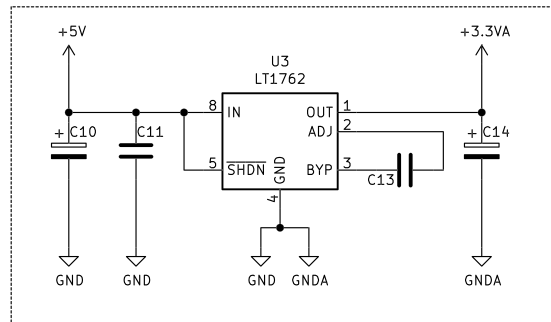 +5V
+3.3VA
U3
LT1762
8
IN
OUT
1
ADJ
2
+
C10
C11
+
C14
5
SHDN
GND
BYP
3
C13
4
GND
GND
GND
GNDA
GNDA